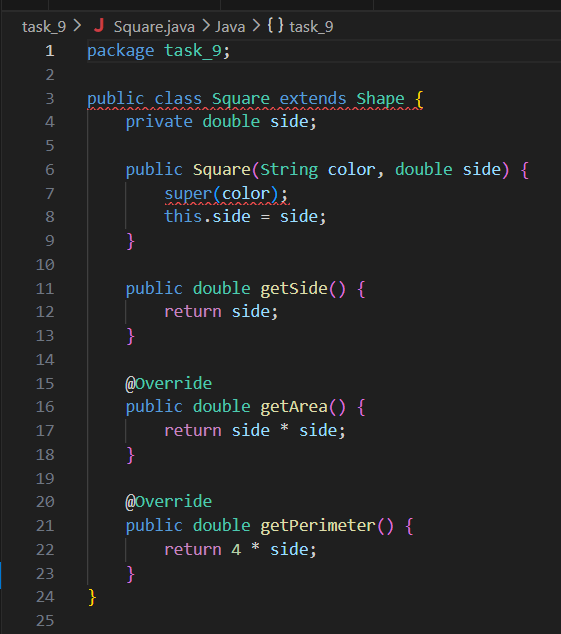 task_9 > J Square.java > Java > {} task_9
1 package task_9;
2
3 public class Square extends Shape {
4     private double side;
5
6     public Square(String color, double side) {
7         super(color);
8         this.side = side;
9     }
10
11     public double getSide() {
12         return side;
13     }
14
15     @Override
16     public double getArea() {
17         return side * side;
18     }
19
20     @Override
21     public double getPerimeter() {
22         return 4 * side;
23     }
24 }
25